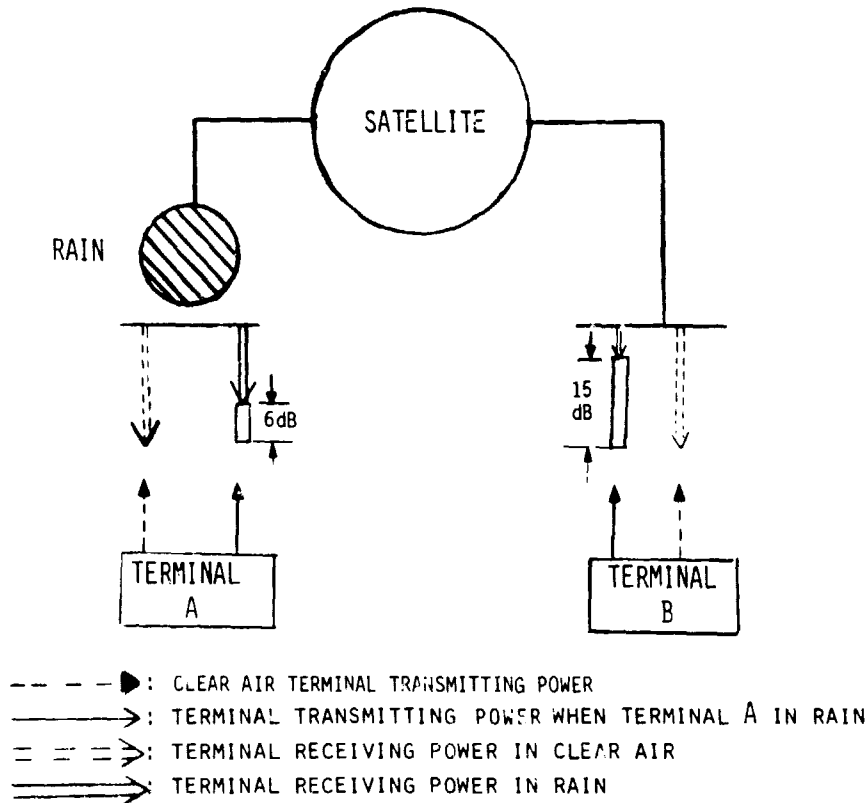 SATELLITE
RAIN
6dB
15
dB
TERMINAL
A
TERMINAL
B
: CLEAR AIR TERMINAL TRANSMITTING POWER
: TERMINAL TRANSMITTING POWER WHEN TERMINAL A IN RAIN
: TERMINAL RECEIVING POWER IN CLEAR AIR
: TERMINAL RECEIVING POWER IN RAIN